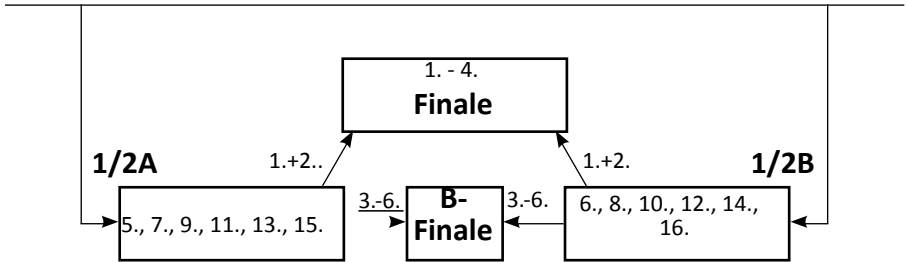 1. - 4.
Finale
1/2A
1.+2..
1.+2.
1/2B
5., 7., 9., 11., 13., 15.
3.-6.
B-
Finale
3.-6.
6., 8., 10., 12., 14.,
16.